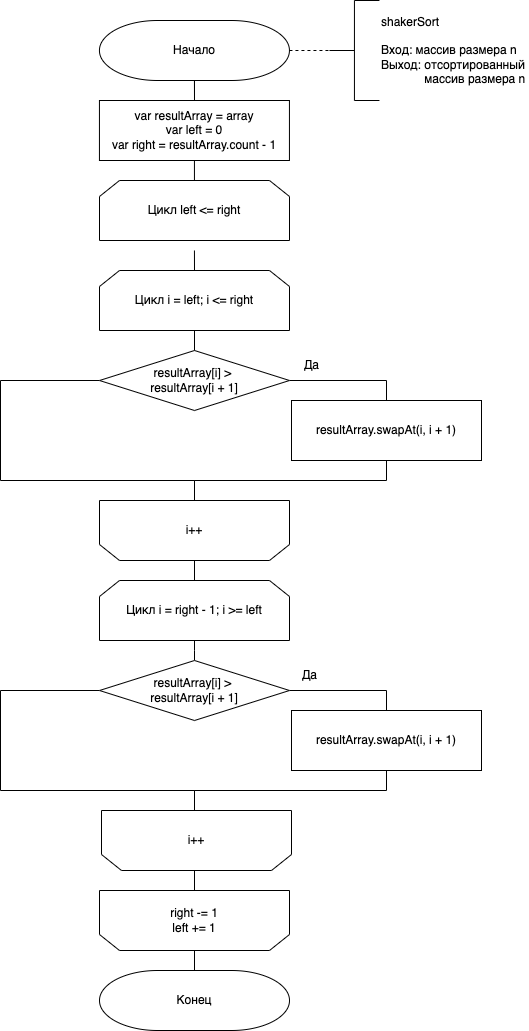 Начало
shakerSort
Вход: массив размера n
Выход: отсортированный
массив размера n
var resultArray = array
var left = 0
var right = resultArray.count - 1
Цикл left <= right
Цикл i = left; i <= right
resultArray[i] >
resultArray[i + 1]
Да
resultArray.swapAt(i, i + 1)
i++
Цикл i = right - 1; i >= left
resultArray[i] >
resultArray[i + 1]
Да
resultArray.swapAt(i, i + 1)
i++
right -= 1
left += 1
Конец